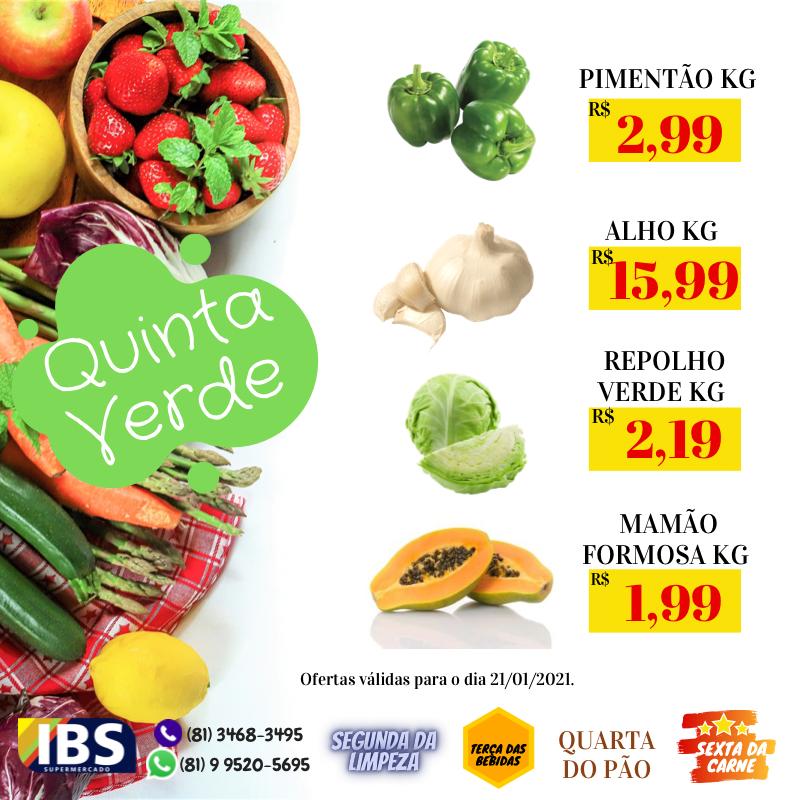 Quinta
Verde
PIMENTÃO KG
R$ 2,99
ALHO KG
R$ 15,99
REPOLHO
VERDE KG
R$ 2,19
MAMÃO
FORMOSA KG
R$ 1,99
Ofertas válidas para o dia 21/01/2021.
IBS
SUPERMERCADO
(81) 3468-3495
(81) 9 9520-5695
SEGUNDA DA
LIMPEZA
TERÇA DAS
BEBIDAS
QUARTA
DO PÃO
SEXTA DA
CARNE